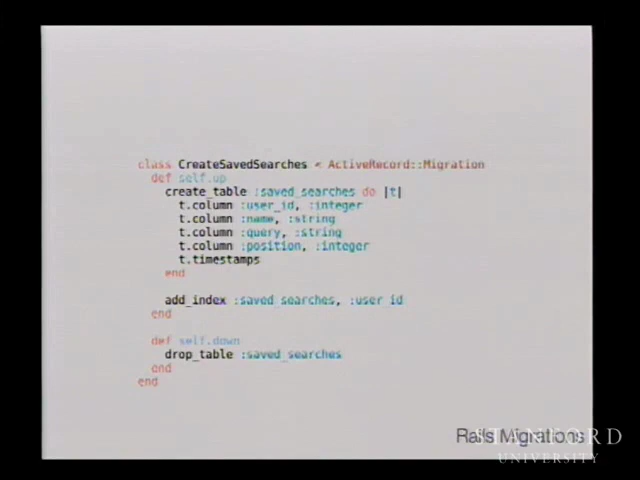 class CreateSavedSearches < ActiveRecord::Migration
def self.up
create_table :saved_searches do |t|
t.column :user_id, :integer
t.column :name, :string
t.column :query, :string
t.column :position, :integer
t.timestamps
end
add_index :saved_searches, :user_id
end
def self.down
drop_table :saved_searches
end
end
Rails Migrations
STANFORD
UNIVERSITY